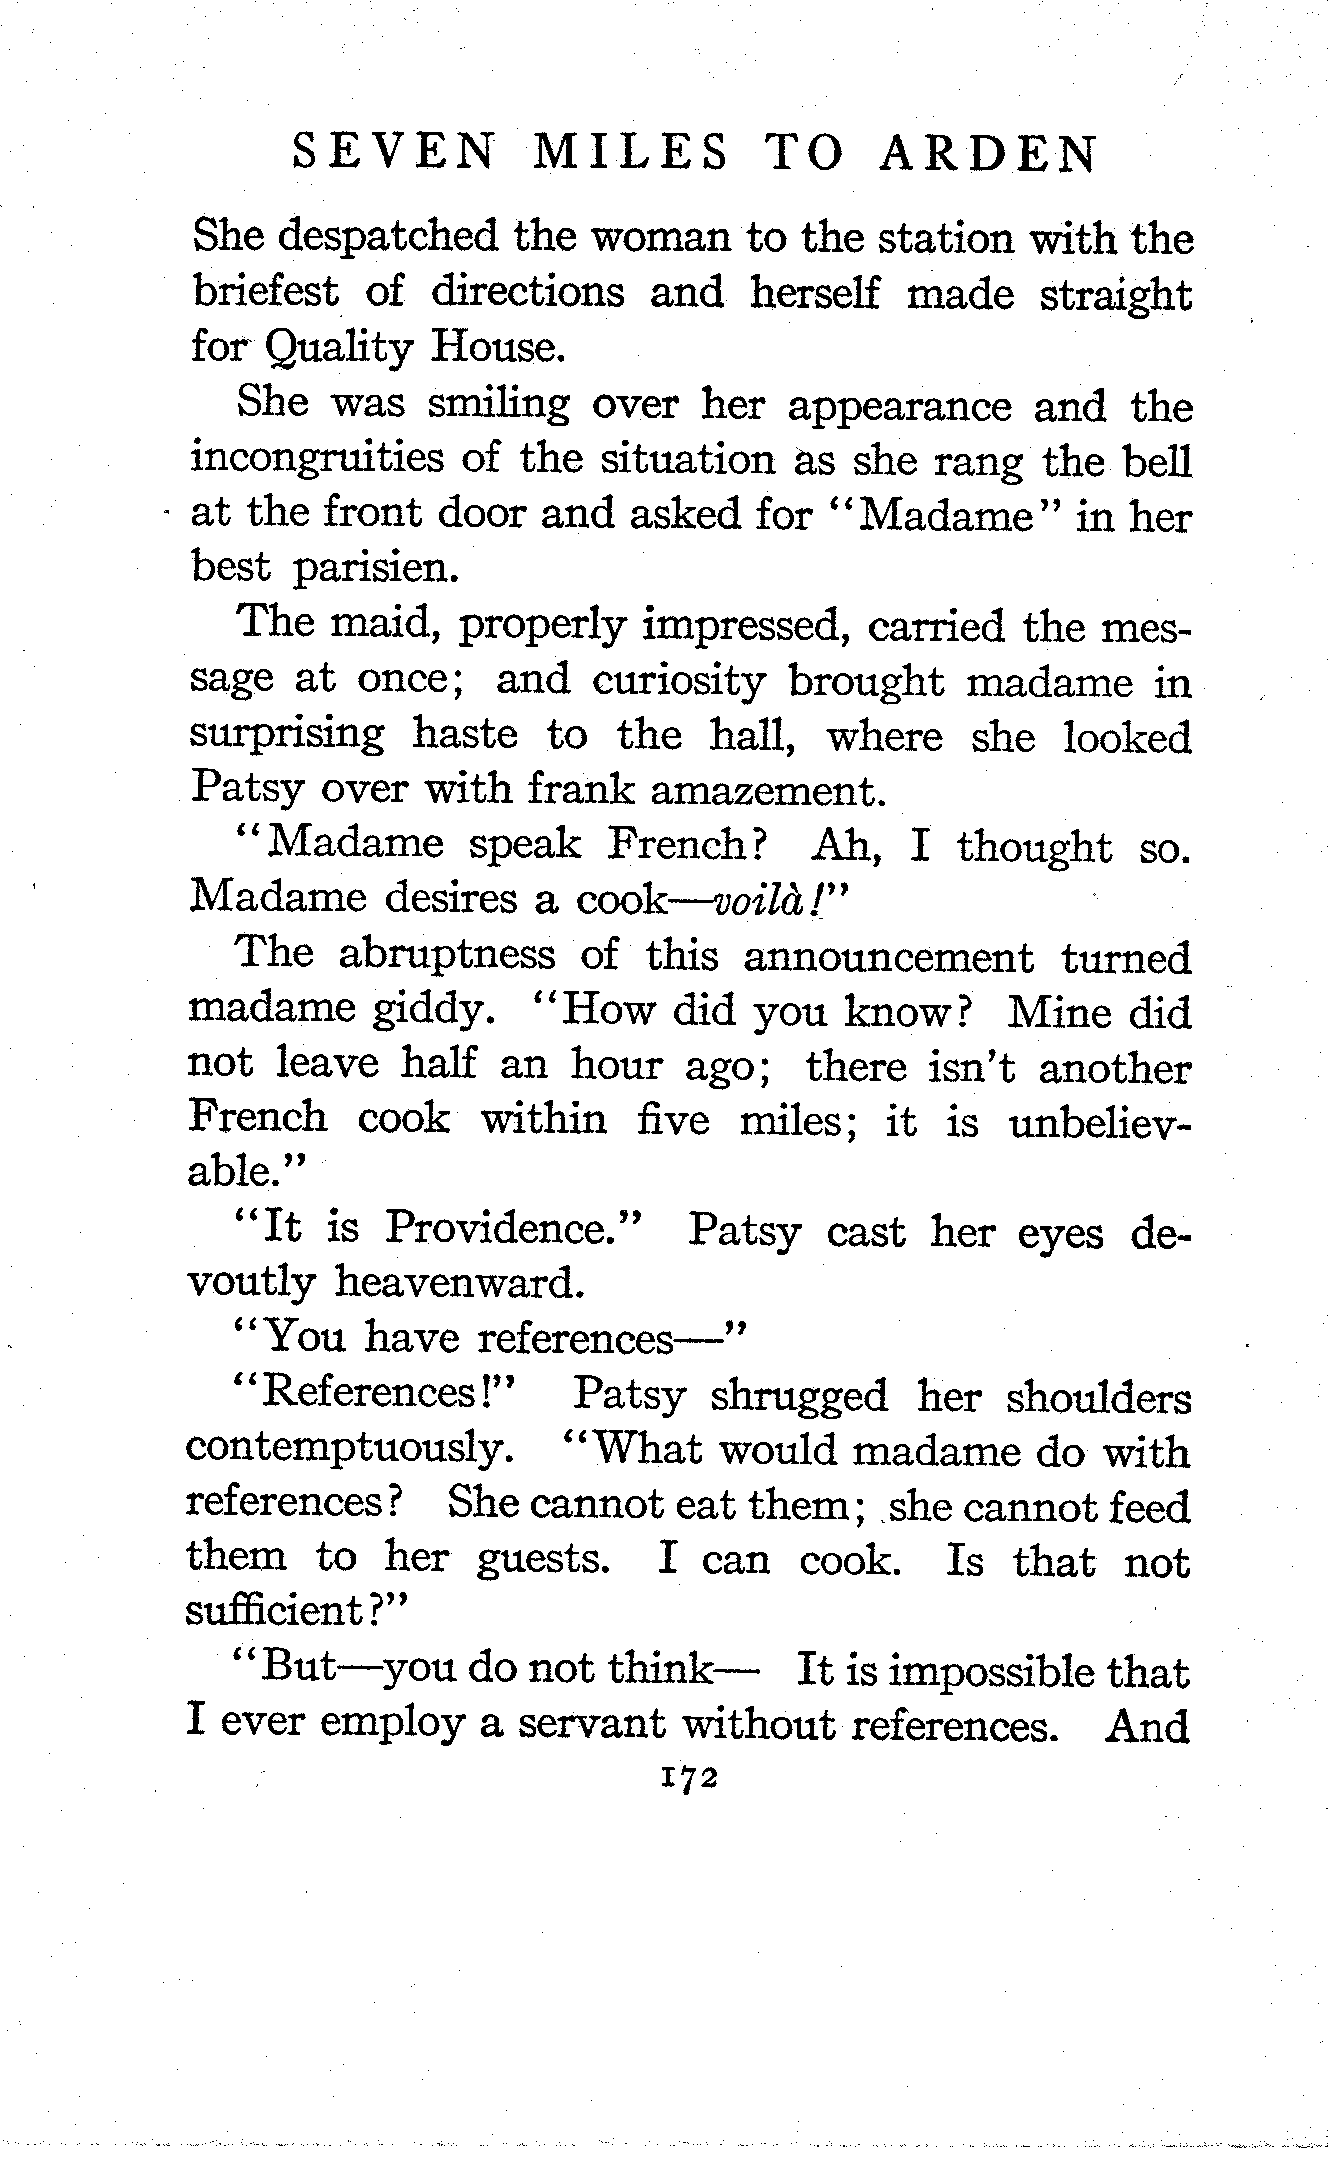 SEVEN MILES TO ARDEN
She despatched the woman to the station with the
briefest of directions and herself made straight
for Quality House.
She was smiling over her appearance and the
incongruities of the situation as she rang the bell
at the front door and asked for “Madame” in her
best parisien.
The maid, properly impressed, carried the mes-
sage at once; and curiosity brought madame in
surprising haste to the hall, where she looked
Patsy over with frank amazement.
“Madame speak French? Ah, I thought so.
Madame desires a cook—voilà!”
The abruptness of this announcement turned
madame giddy. “How did you know? Mine did
not leave half an hour ago; there isn’t another
French cook within five miles; it is unbeliev-
able.”
“It is Providence.” Patsy cast her eyes de-
voutly heavenward.
“You have references—”
“References!” Patsy shrugged her shoulders
contemptuously. “What would madame do with
references? She cannot eat them; she cannot feed
them to her guests. I can cook. Is that not
sufficient?”
“But—you do not think— It is impossible that
I ever employ a servant without references. And
172